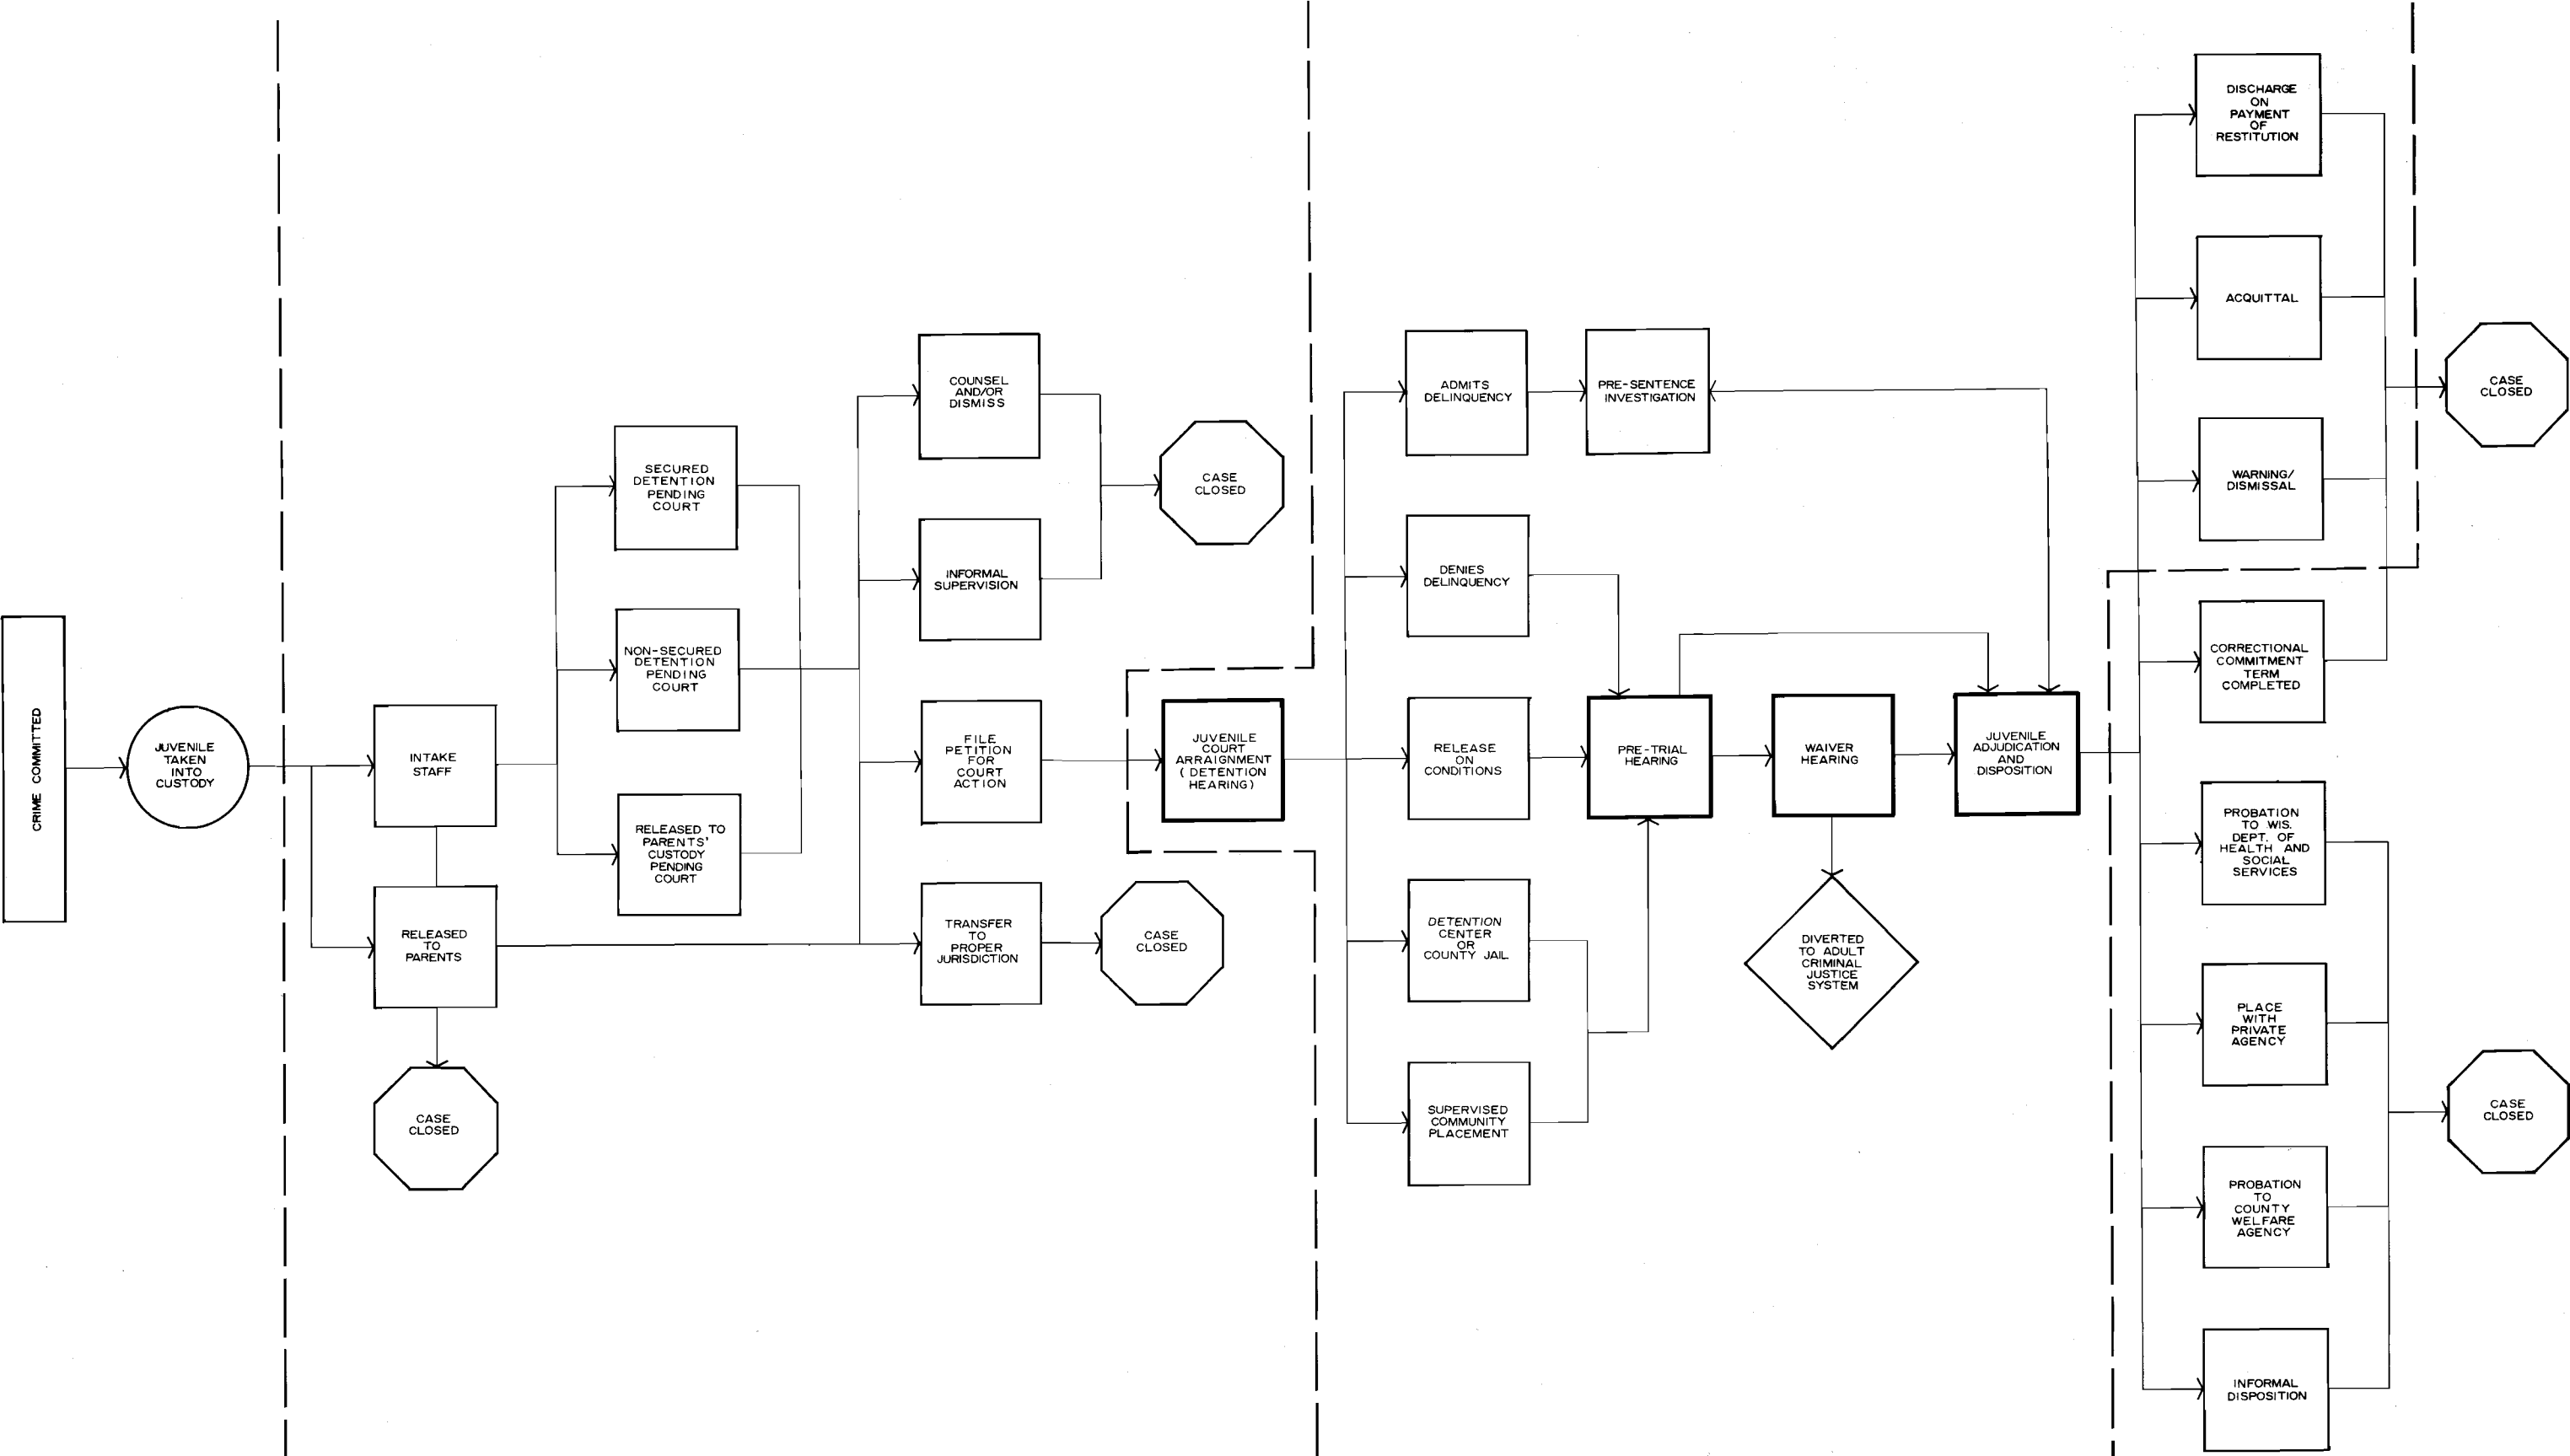 CRIME COMMITTED
JUVENILE
TAKEN
INTO
CUSTODY
INTAKE
STAFF
RELEASED
TO
PARENTS
CASE
CLOSED
SECURED
DETENTION
PENDING
COURT
NON-SECURED
DETENTION
PENDING
COURT
RELEASED TO
PARENTS'
CUSTODY
PENDING
COURT
COUNSEL
AND/OR
DISMISS
INFORMAL
SUPERVISION
CASE
CLOSED
FILE
PETITION
FOR
COURT
ACTION
TRANSFER
TO
PROPER
JURISDICTION
CASE
CLOSED
JUVENILE
COURT
ARRAIGNMENT
( DETENTION
HEARING)
ADMITS
DELINQUENCY
DENIES
DELINQUENCY
RELEASE
ON
CONDITIONS
DETENTION
CENTER
OR
COUNTY JAIL
SUPERVISED
COMMUNITY
PLACEMENT
PRE-SENTENCE
INVESTIGATION
PRE-TRIAL
HEARING
WAIVER
HEARING
DIVERTED
TO ADULT
CRIMINAL
JUSTICE
SYSTEM
JUVENILE
ADJUDICATION
AND
DISPOSITION
DISCHARGE
ON
PAYMENT
OF
RESTITUTION
ACQUITTAL
WARNING/
DISMISSAL
CORRECTIONAL
COMMITMENT
TERM
COMPLETED
CASE
CLOSED
PROBATION
TO WIS.
DEPT. OF
HEALTH AND
SOCIAL
SERVICES
PLACE
WITH
PRIVATE
AGENCY
PROBATION
TO
COUNTY
WELFARE
AGENCY
INFORMAL
DISPOSITION
CASE
CLOSED